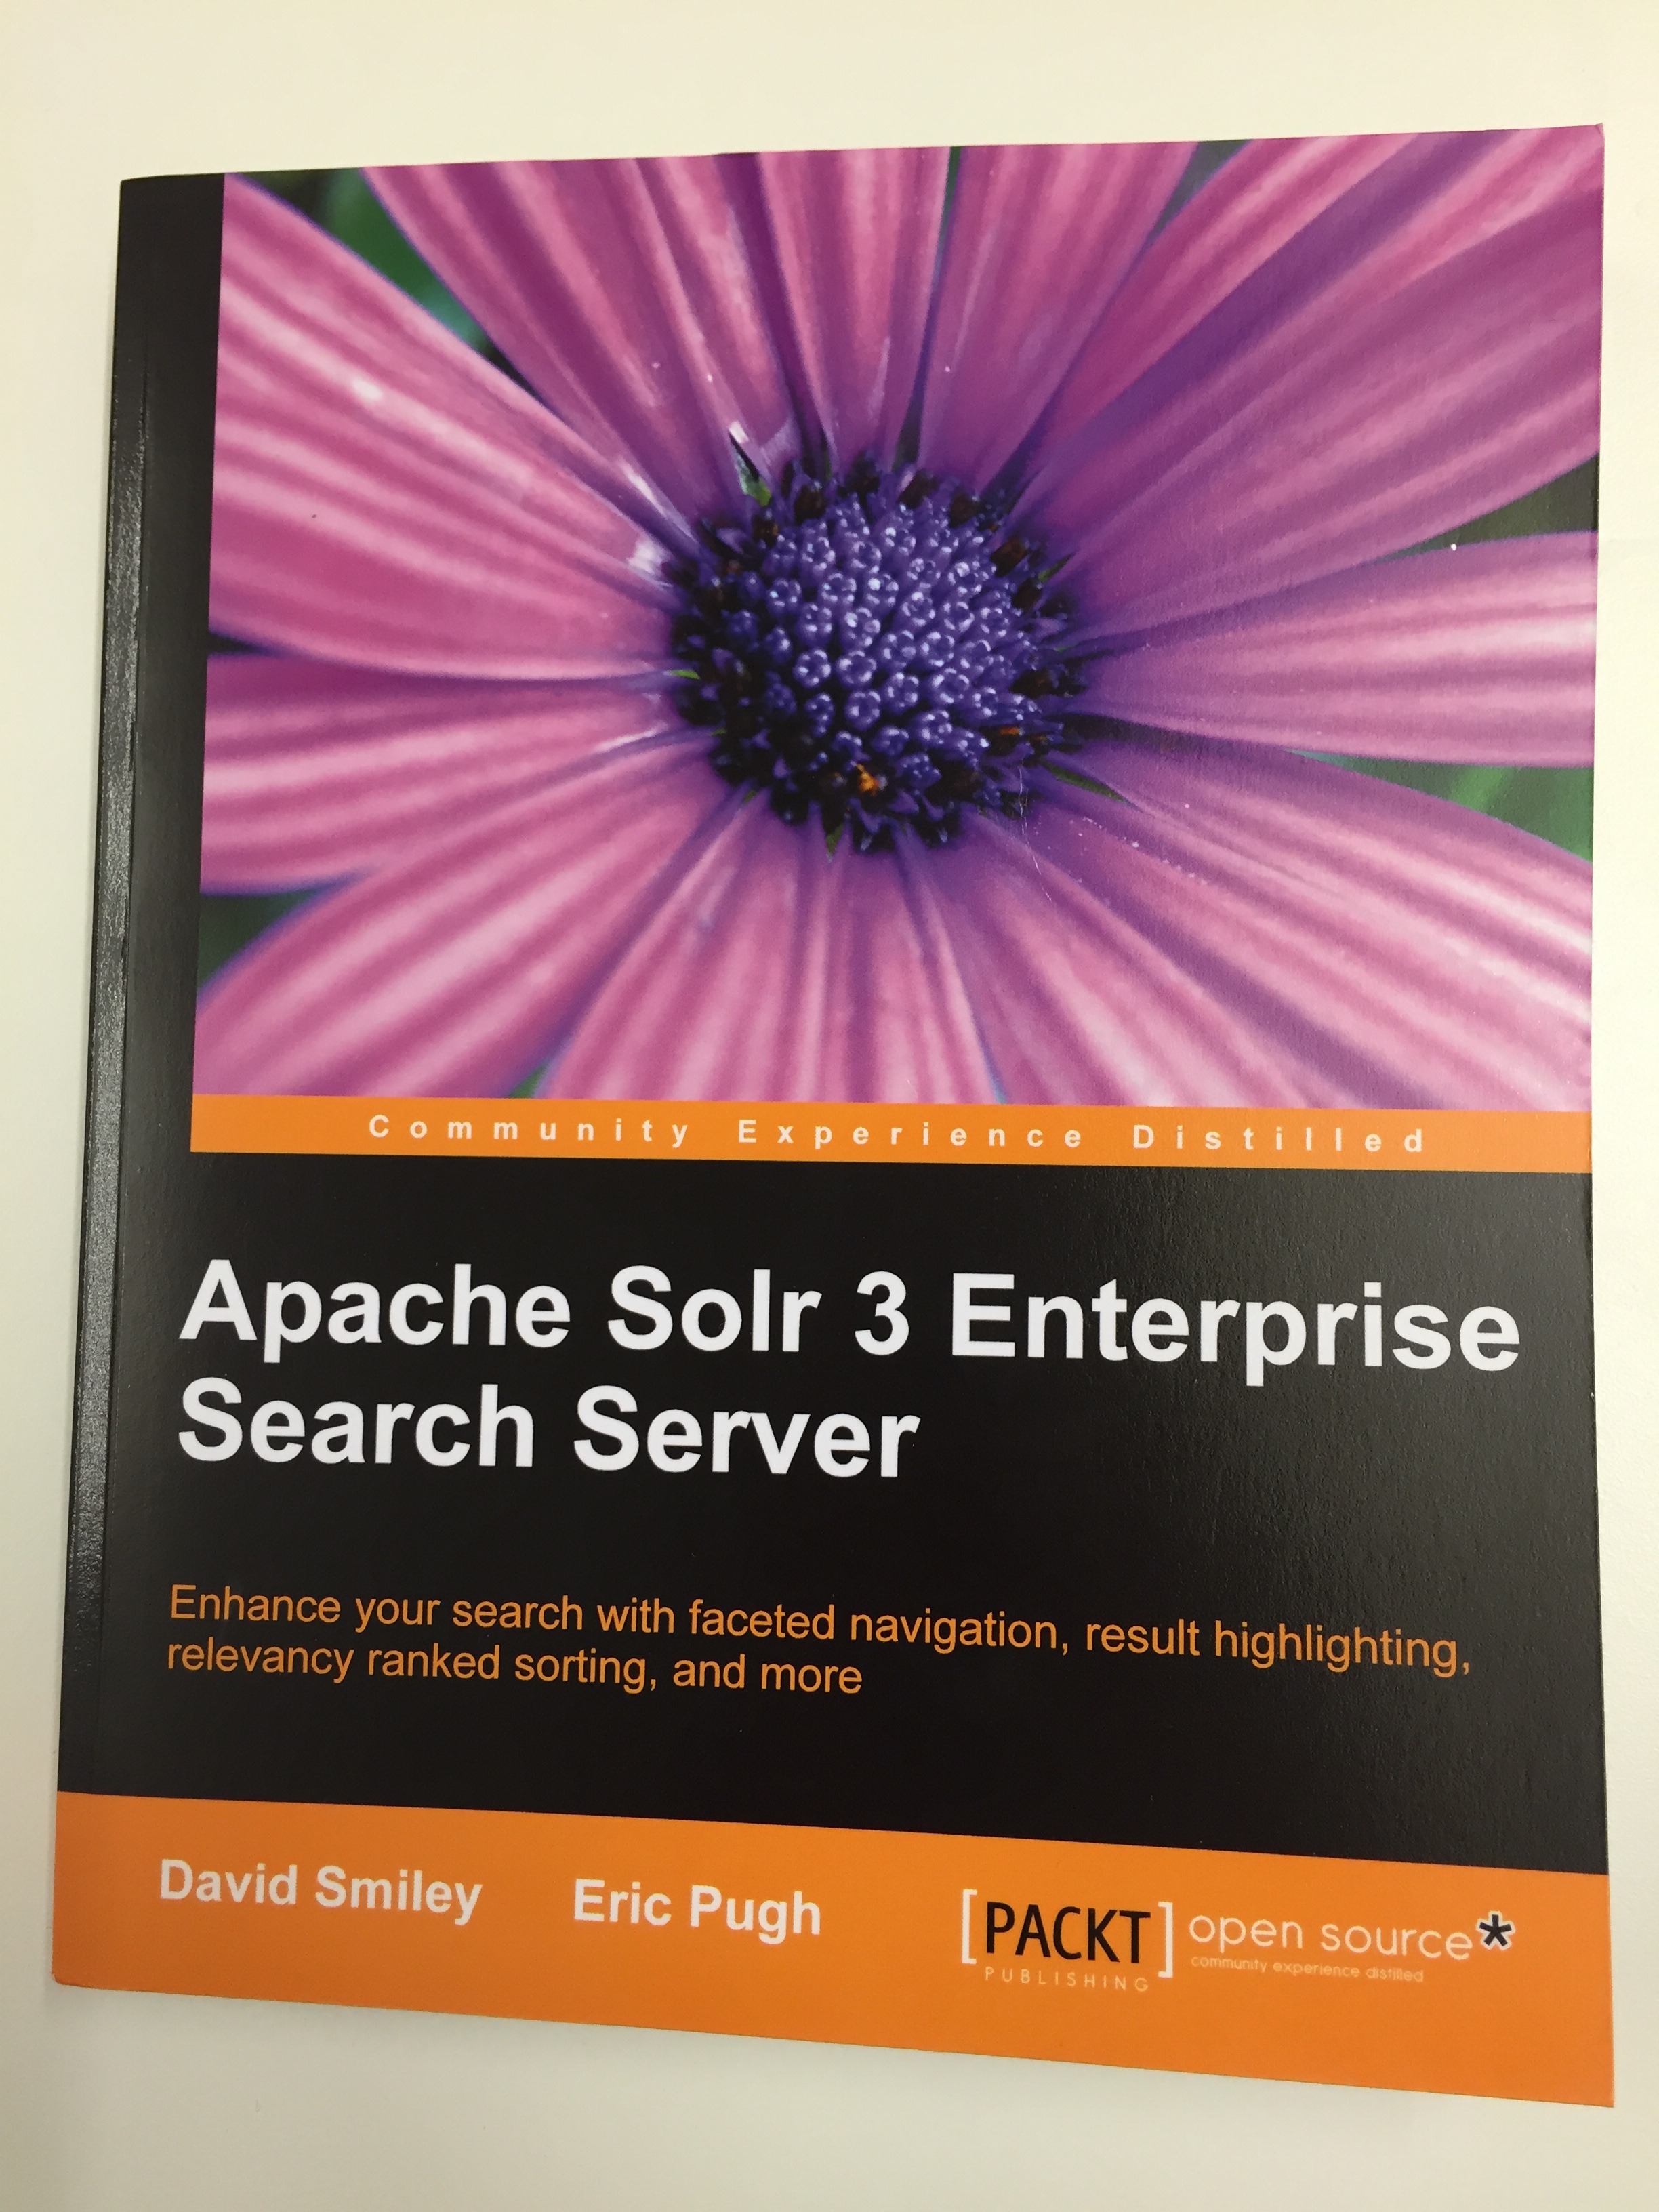 Community Experience Distilled
Apache Solr 3 Enterprise
Search Server
Enhance your search with faceted navigation, result highlighting,
relevancy ranked sorting, and more
David Smiley Eric Pugh
[PACKT]
PUBLISHING
open source*
community experience distilled